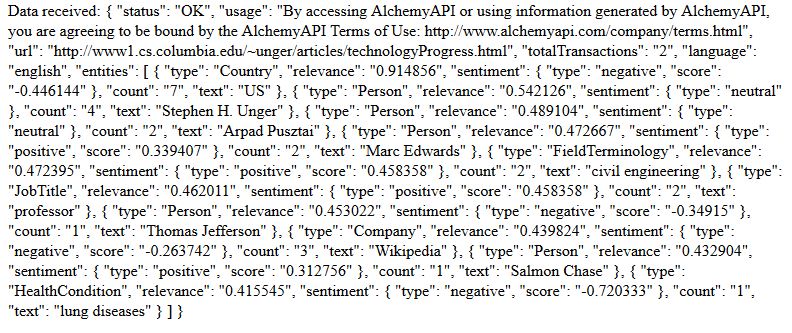 Data received: { "status": "OK", "usage": "By accessing AlchemyAPI or using information generated by AlchemyAPI,
you are agreeing to be bound by the AlchemyAPI Terms of Use: http://www.alchemyapi.com/company/terms.html",
"url": "http://www1.cs.columbia.edu/~unger/articles/technologyProgress.html", "totalTransactions": "2", "language":
"english", "entities": [ { "type": "Country", "relevance": "0.914856", "sentiment": { "type": "negative", "score":
"-0.446144" }, "count": "7", "text": "US" }, { "type": "Person", "relevance": "0.542126", "sentiment": { "type": "neutral"
}, "count": "4", "text": "Stephen H. Unger" }, { "type": "Person", "relevance": "0.489104", "sentiment": { "type":
"neutral" }, "count": "2", "text": "Arpad Pusztai" }, { "type": "Person", "relevance": "0.472667", "sentiment": { "type":
"positive", "score": "0.339407" }, "count": "2", "text": "Marc Edwards" }, { "type": "FieldTerminology", "relevance":
"0.472395", "sentiment": { "type": "positive", "score": "0.458358" }, "count": "2", "text": "civil engineering" }, { "type":
"JobTitle", "relevance": "0.462011", "sentiment": { "type": "positive", "score": "0.458358" }, "count": "2", "text":
"professor" }, { "type": "Person", "relevance": "0.453022", "sentiment": { "type": "negative", "score": "-0.34915" },
"count": "1", "text": "Thomas Jefferson" }, { "type": "Company", "relevance": "0.439824", "sentiment": { "type":
"negative", "score": "-0.263742" }, "count": "3", "text": "Wikipedia" }, { "type": "Person", "relevance": "0.432904",
"sentiment": { "type": "positive", "score": "0.312756" }, "count": "1", "text": "Salmon Chase" }, { "type":
"HealthCondition", "relevance": "0.415545", "sentiment": { "type": "negative", "score": "-0.720333" }, "count": "1",
"text": "lung diseases" } ] }